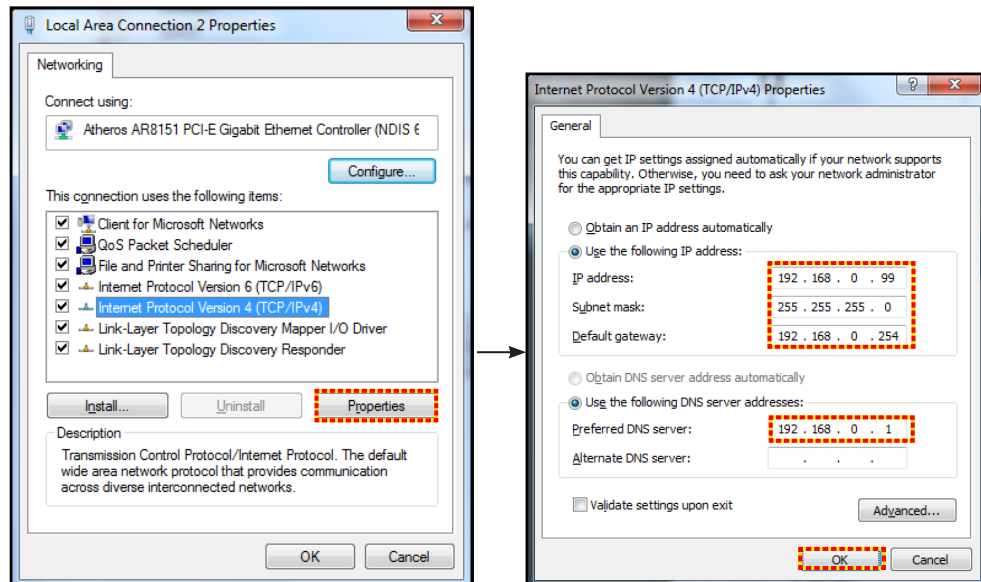 Local Area Connection 2 Properties
Networking
Connect using:
Atheros AR8151 PCI-E Gigabit Ethernet Controller (NDIS 6
Configure...
This connection uses the following items:
Client for Microsoft Networks
QoS Packet Scheduler
File and Printer Sharing for Microsoft Networks
Internet Protocol Version 6 (TCP/IPv6)
Internet Protocol Version 4 (TCP/IPv4)
Link-Layer Topology Discovery Mapper I/O Driver
Link-Layer Topology Discovery Responder
Install...
Uninstall
Properties
Description
Transmission Control Protocol/Internet Protocol. The default
wide area network protocol that provides communication
across diverse interconnected networks.
OK
Cancel
Internet Protocol Version 4 (TCP/IPv4) Properties
General
You can get IP settings assigned automatically if your network supports
this capability. Otherwise, you need to ask your network administrator
for the appropriate IP settings.
Obtain an IP address automatically
Use the following IP address:
IP address: 192 . 168 . 0 . 99
Subnet mask: 255 . 255 . 255 . 0
Default gateway: 192 . 168 . 0 . 254
Obtain DNS server address automatically
Use the following DNS server addresses:
Preferred DNS server: 192 . 168 . 0 . 1
Alternate DNS server: . . .
Validate settings upon exit
Advanced...
OK
Cancel